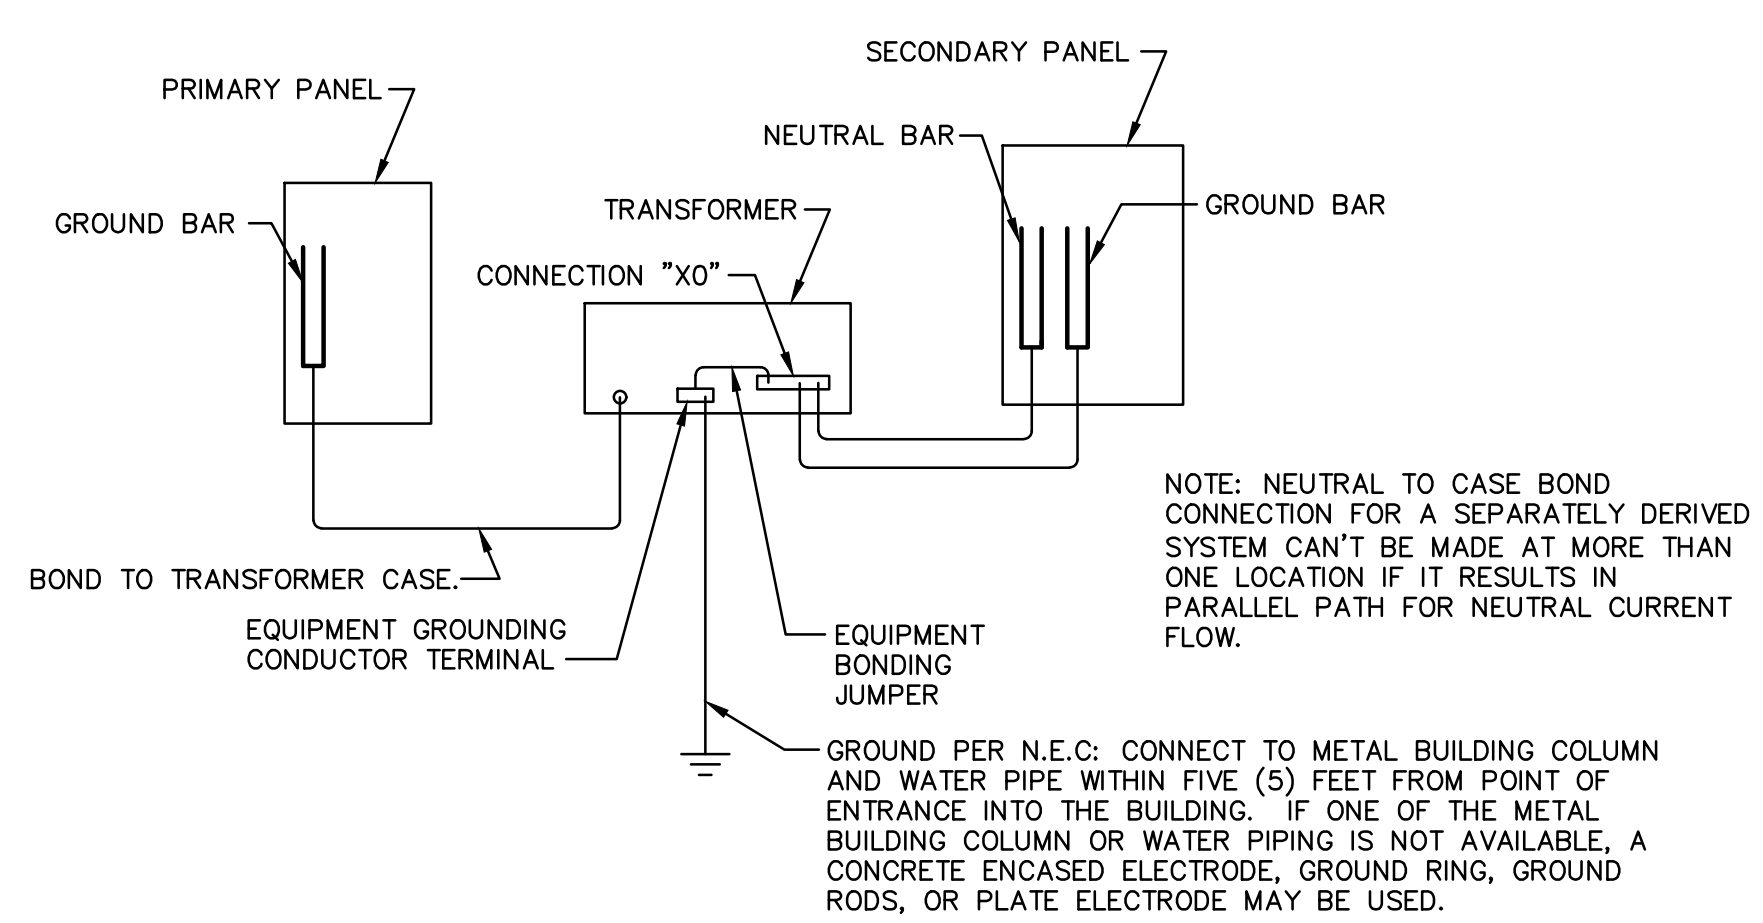 SECONDARY PANEL
PRIMARY PANEL
NEUTRAL BAR
GROUND BAR
TRANSFORMER
GROUND BAR
CONNECTION "XO"
NOTE: NEUTRAL TO CASE BOND
CONNECTION FOR A SEPARATELY DERIVED
SYSTEM CAN'T BE MADE AT MORE THAN
ONE LOCATION IF IT RESULTS IN
PARALLEL PATH FOR NEUTRAL CURRENT
FLOW.
BOND TO TRANSFORMER CASE.
EQUIPMENT GROUNDING
CONDUCTOR TERMINAL
EQUIPMENT
BONDING
JUMPER
GROUND PER N.E.C: CONNECT TO METAL BUILDING COLUMN
AND WATER PIPE WITHIN FIVE (5) FEET FROM POINT OF
ENTRANCE INTO THE BUILDING. IF ONE OF THE METAL
BUILDING COLUMN OR WATER PIPING IS NOT AVAILABLE, A
CONCRETE ENCASED ELECTRODE, GROUND RING, GROUND
RODS, OR PLATE ELECTRODE MAY BE USED.